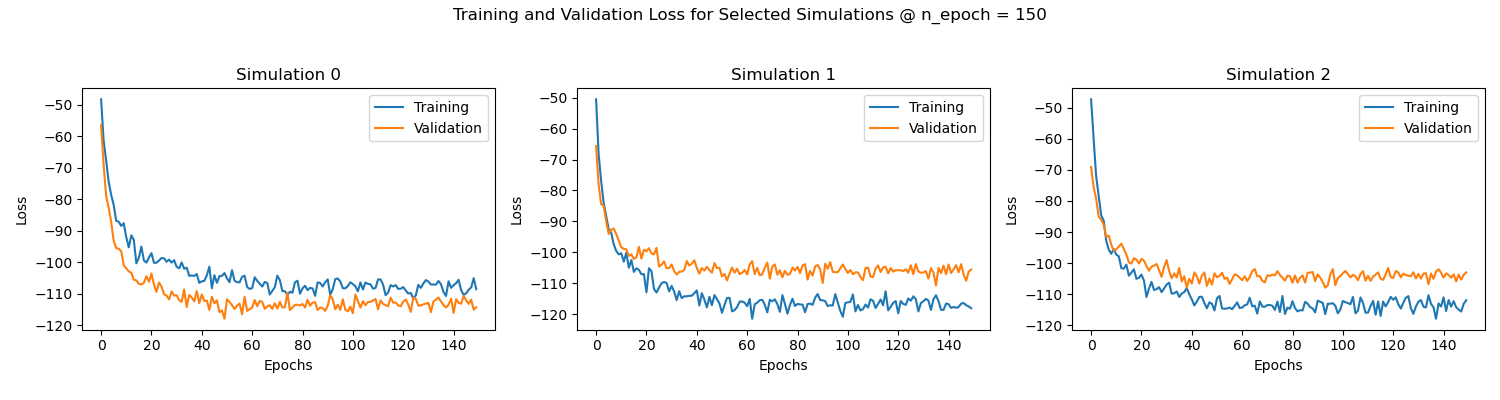 Training and Validation Loss for Selected Simulations @ n_epoch = 150
Simulation 0
Training
Validation
−50
−60
−70
−80
−90
−100
−110
−120
Loss
0 20 40 60 80 100 120 140
Epochs
Simulation 1
Training
Validation
−50
−60
−70
−80
−90
−100
−110
−120
Loss
0 20 40 60 80 100 120 140
Epochs
Simulation 2
Training
Validation
−50
−60
−70
−80
−90
−100
−110
−120
Loss
0 20 40 60 80 100 120 140
Epochs